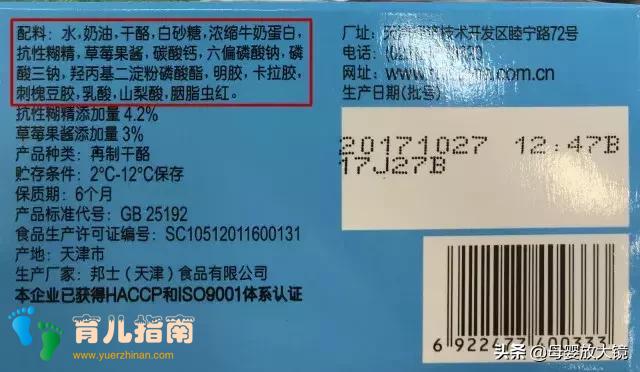 配料：水，奶油，干酪，白砂糖，浓缩牛奶蛋白，
抗性糊精，草莓果酱，碳酸钙，六偏磷酸钠，磷
酸三钠，羟丙基二淀粉磷酸酯，明胶，卡拉胶，
刺槐豆胶，乳酸，山梨酸，胭脂虫红。
抗性糊精添加量 4.2%
草莓果酱添加量 3%
产品种类：再制干酪
贮存条件：2°C-12°C保存
保质期：6个月
产品标准代号：GB 25192
食品生产许可证编号：SC10512011600131
产地：天津市
生产厂家：邦士（天津）食品有限公司
本企业已获得HACCP和ISO9001体系认证
厂址：天津 技术开发区睦宁路72号
电话：
网址：www. .com.cn
生产日期（批号）
20171027 12:47B
17J27B
6 922473 400333
育儿指南
www.yuerzhinan.com
头条 @母婴放大镜